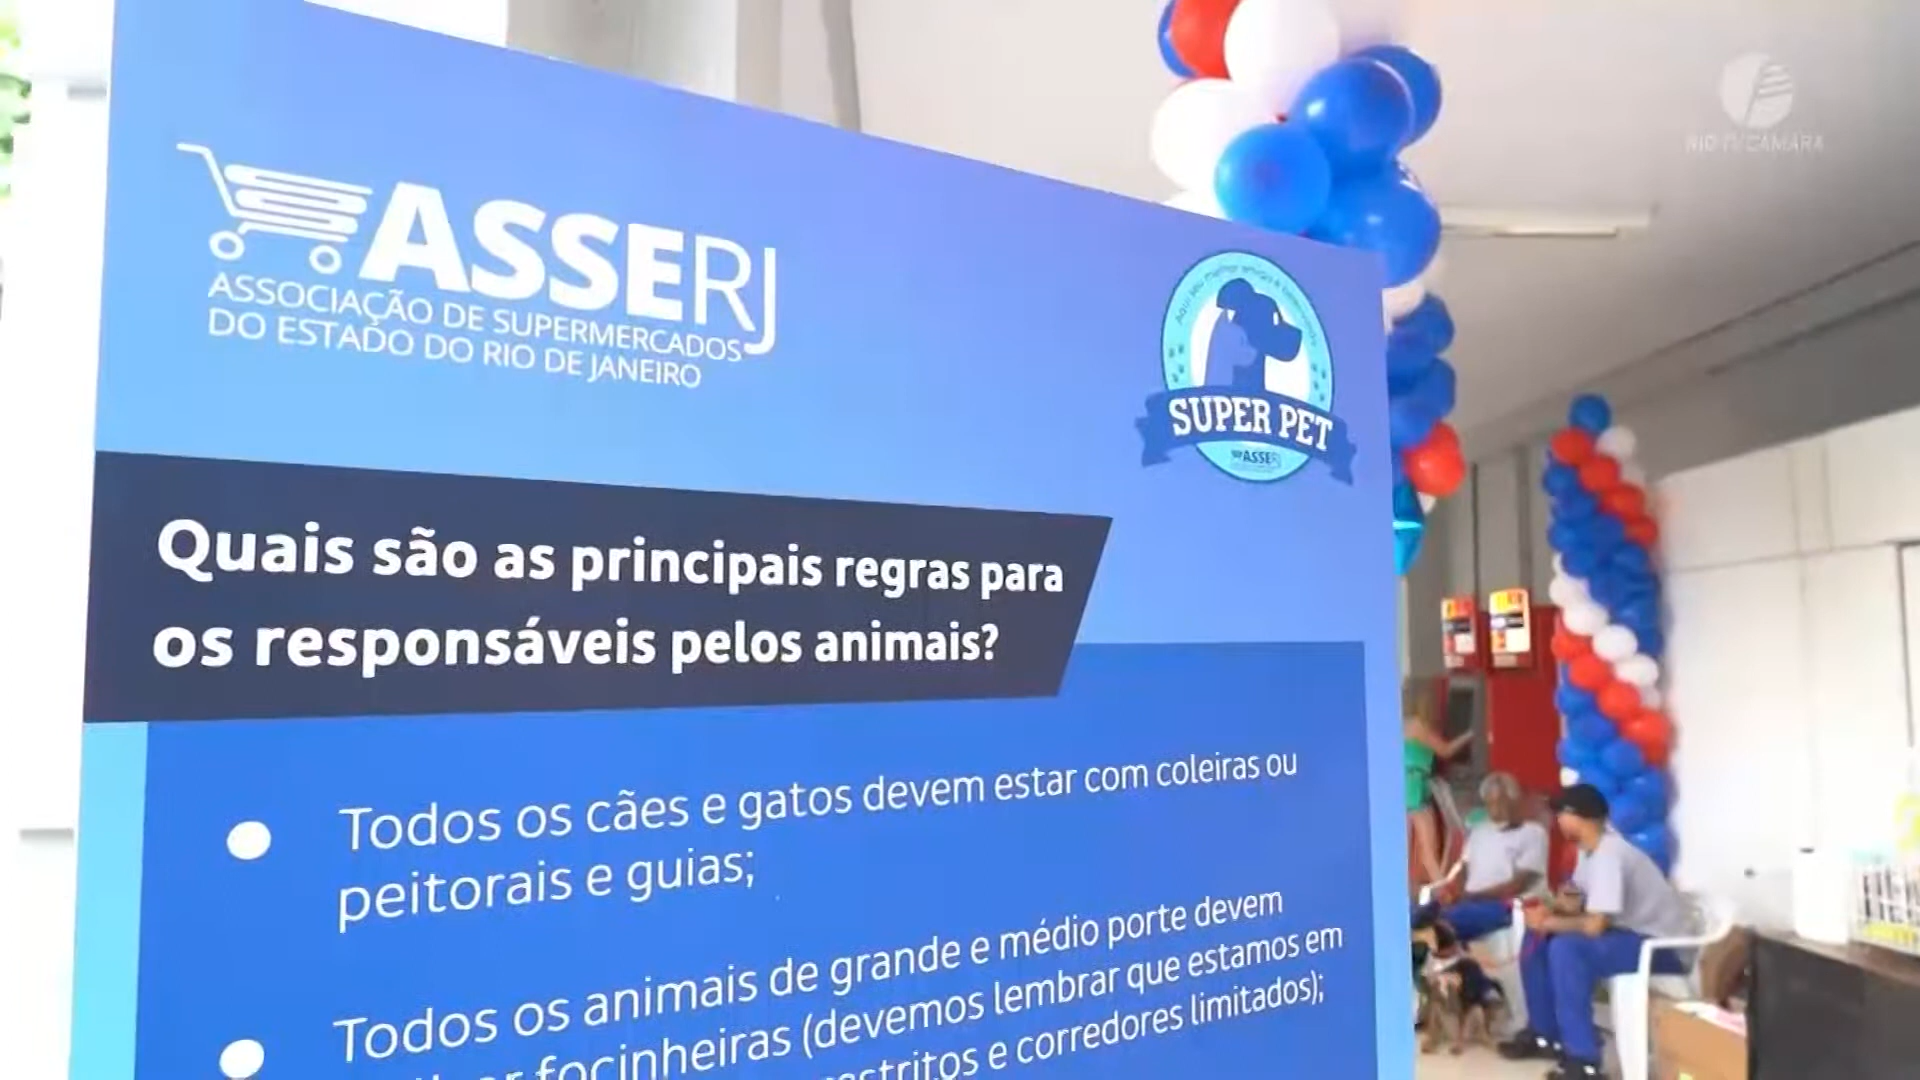 RIO TV CÂMARA
ASSERJ
ASSOCIAÇÃO DE SUPERMERCADOS
DO ESTADO DO RIO DE JANEIRO
SUPER PET
ASSERJ
Quais são as principais regras para
os responsáveis pelos animais?
Todos os cães e gatos devem estar com coleiras ou
peitorais e guias;
Todos os animais de grande e médio porte devem
focinheiras (devemos lembrar que estamos em
e corredores limitados);